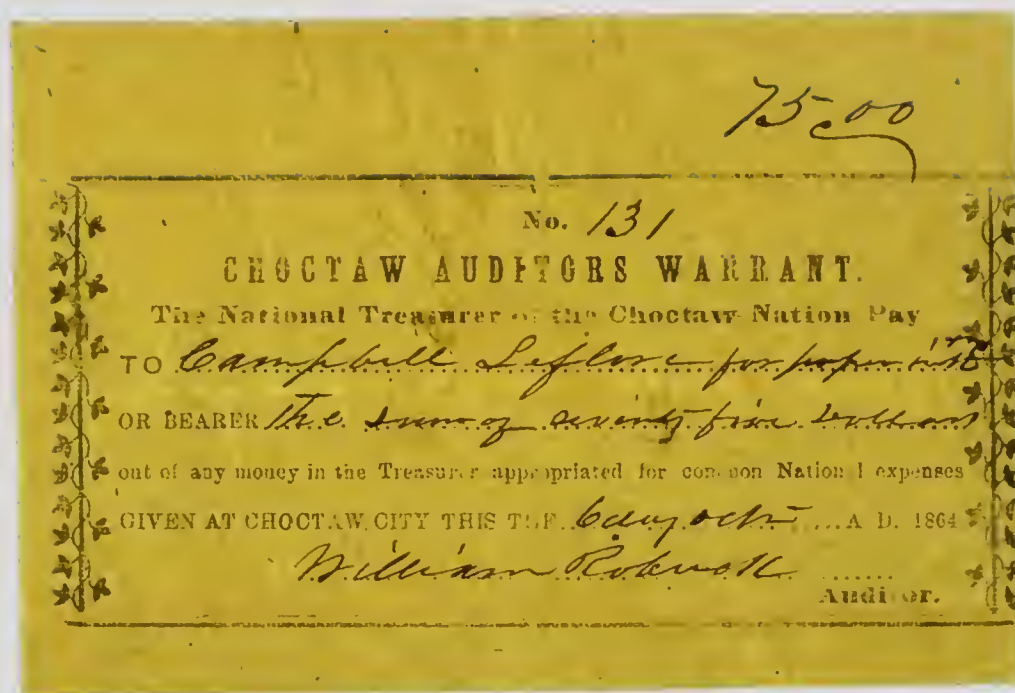 75.00
No. 131
CHOCTAW AUDITORS WARRANT.
The National Treasurer of the Choctaw Nation Pay
TO Campbell Leflore for paper
OR BEARER The sum of seventy five Dollars
out of any money in the Treasurer appropriated for common National expenses
GIVEN AT CHOCTAW CITY THIS THE 6 day oct A. D. 1864
William
Auditor.